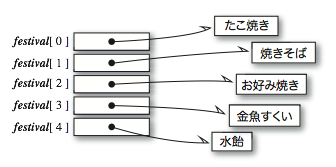 festival[ 0 ] たこ焼き
festival[ 1 ] 焼きそば
festival[ 2 ] お好み焼き
festival[ 3 ] 金魚すくい
festival[ 4 ] 水飴